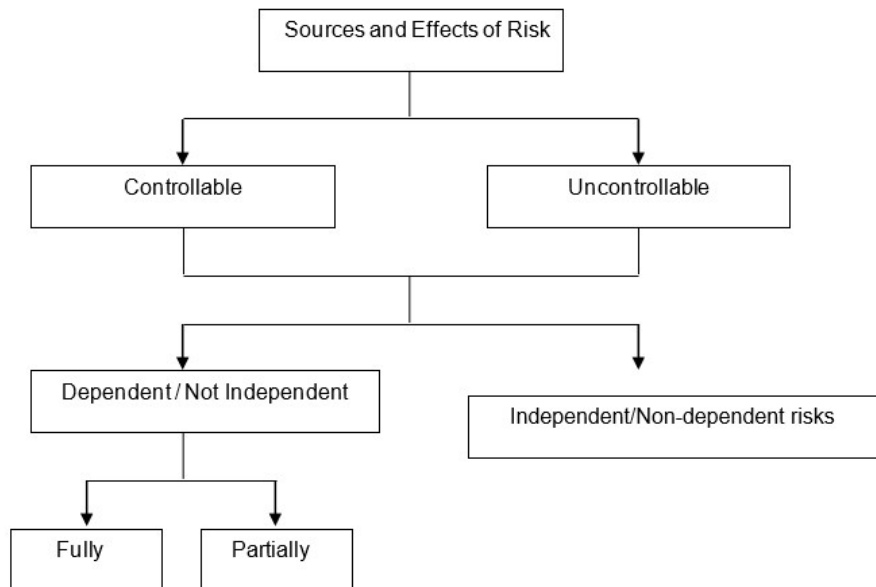 Sources and Effects of Risk
Controllable
Uncontrollable
Dependent / Not Independent
Independent/Non-dependent risks
Fully
Partially